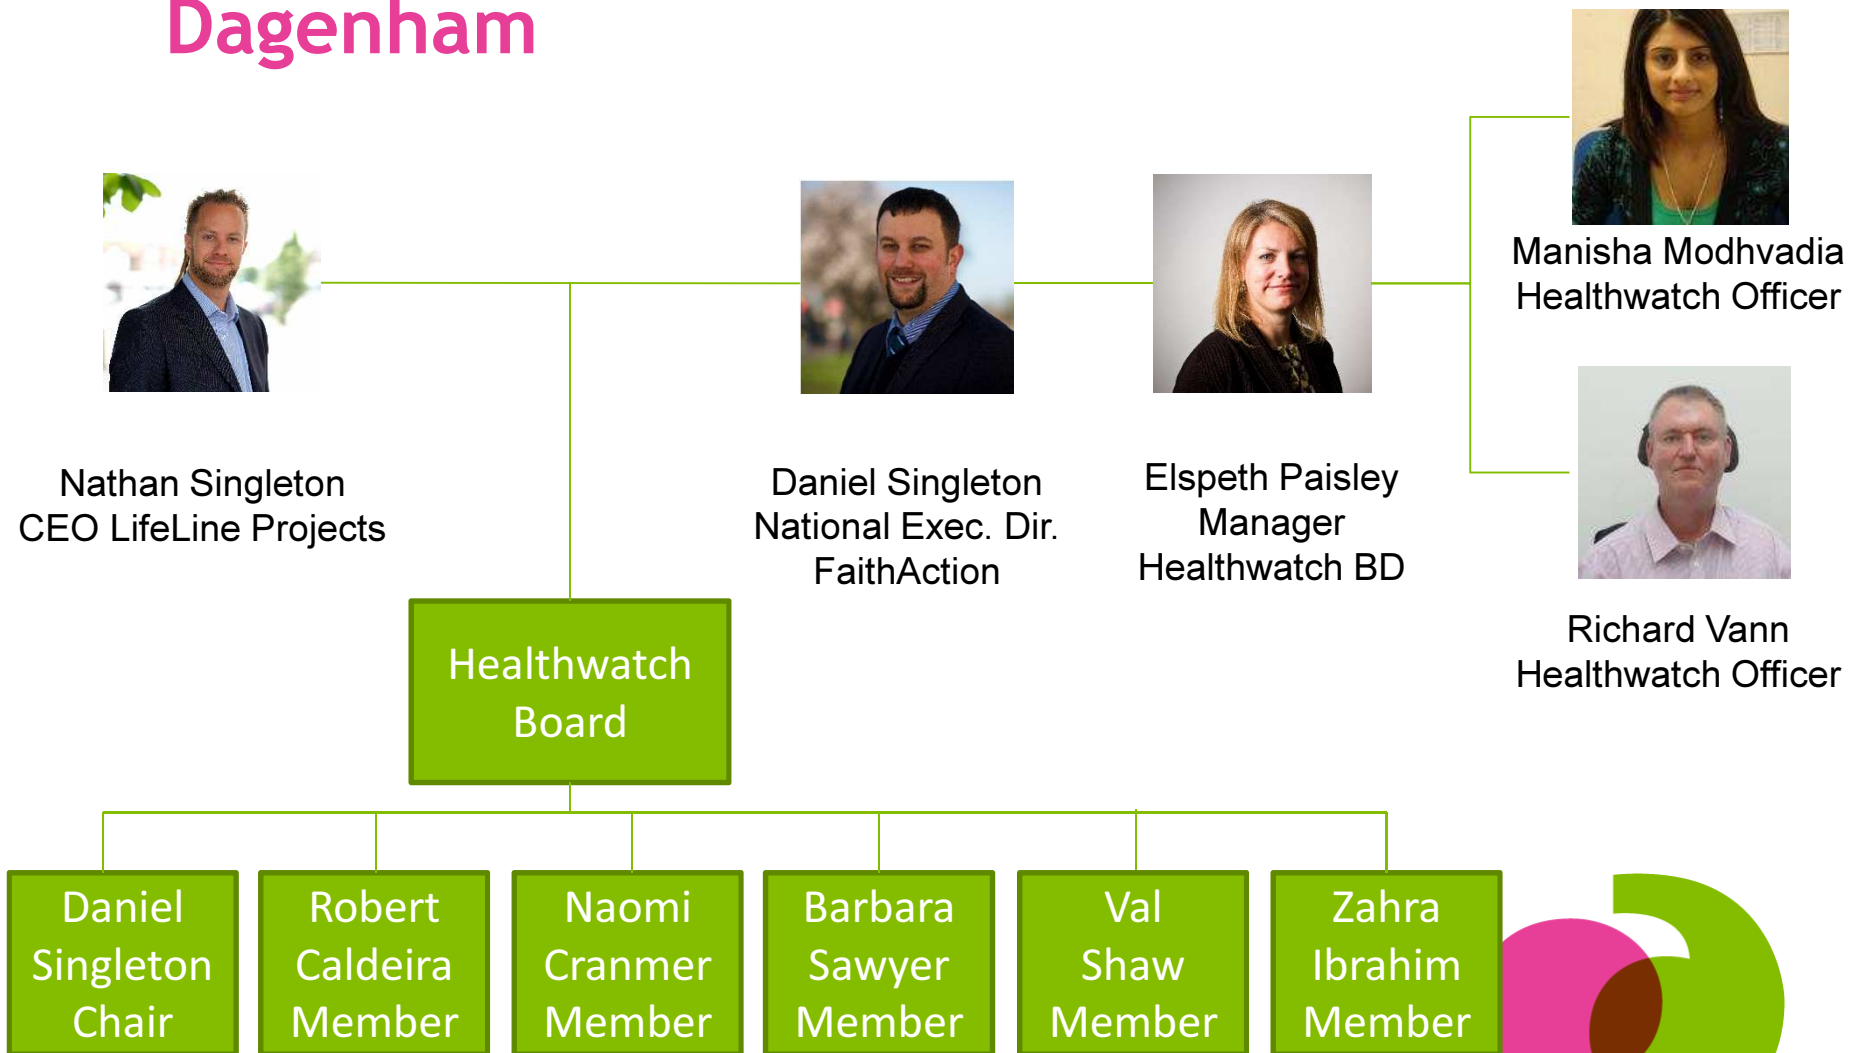 Dagenham
Manisha Modhvadia
Healthwatch Officer
Nathan Singleton
CEO LifeLine Projects
Daniel Singleton
National Exec. Dir.
FaithAction
Elspeth Paisley
Manager
Healthwatch BD
Richard Vann
Healthwatch Officer
Healthwatch
Board
Daniel
Singleton
Chair
Robert
Caldeira
Member
Naomi
Cranmer
Member
Barbara
Sawyer
Member
Val
Shaw
Member
Zahra
Ibrahim
Member